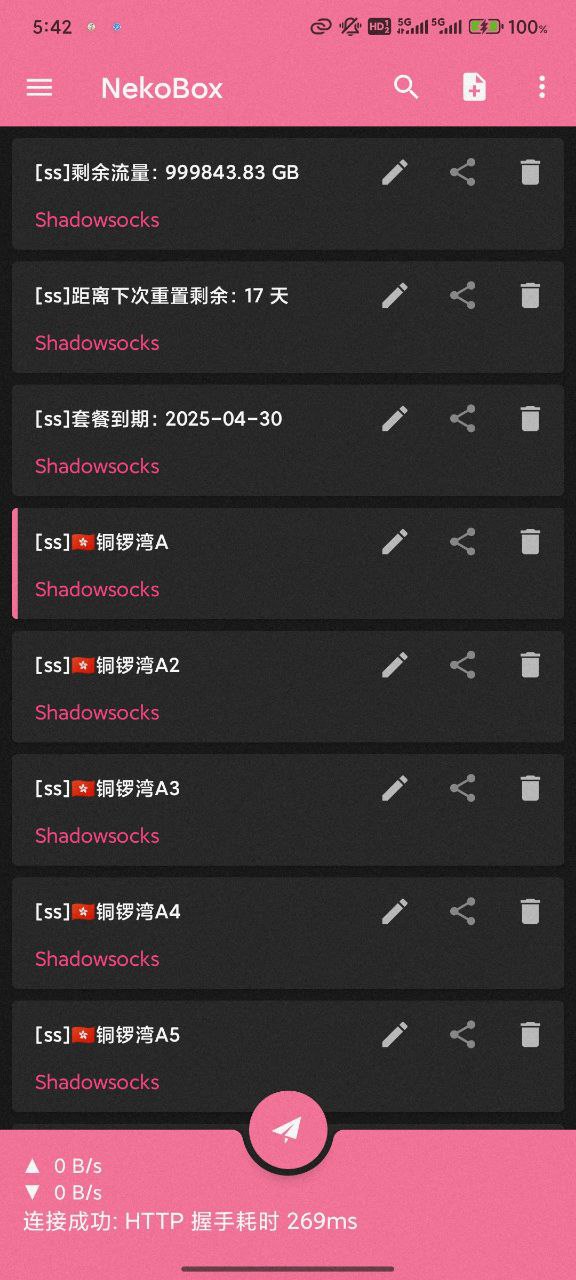 5:42
HD 1 2
5G
5G
100%
NekoBox
[ss]剩余流量：999843.83 GB
Shadowsocks
[ss]距离下次重置剩余：17 天
Shadowsocks
[ss]套餐到期：2025-04-30
Shadowsocks
[ss]🇭🇰铜锣湾A
Shadowsocks
[ss]🇭🇰铜锣湾A2
Shadowsocks
[ss]🇭🇰铜锣湾A3
Shadowsocks
[ss]🇭🇰铜锣湾A4
Shadowsocks
[ss]🇭🇰铜锣湾A5
Shadowsocks
▲ 0 B/s
▼ 0 B/s
连接成功: HTTP 握手耗时 269ms